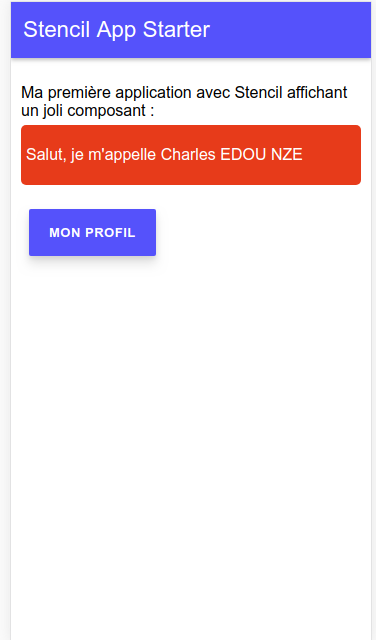 Stencil App Starter
Ma première application avec Stencil affichant
un joli composant :
Salut, je m'appelle Charles EDOU NZE
MON PROFIL